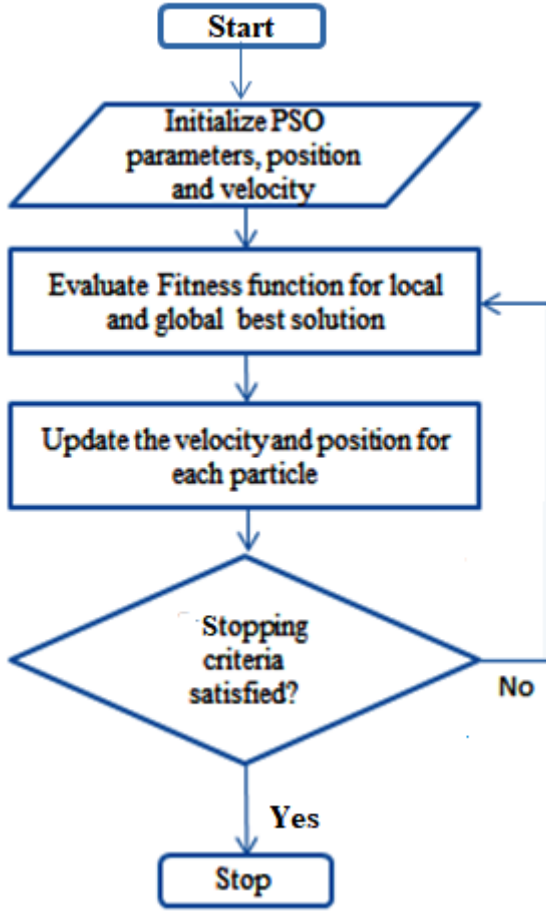 Start
Initialize PSO
parameters, position
and velocity
Evaluate Fitness function for local
and global best solution
Update the velocity and position for
each particle
Stopping
criteria
satisfied?
No
Yes
Stop